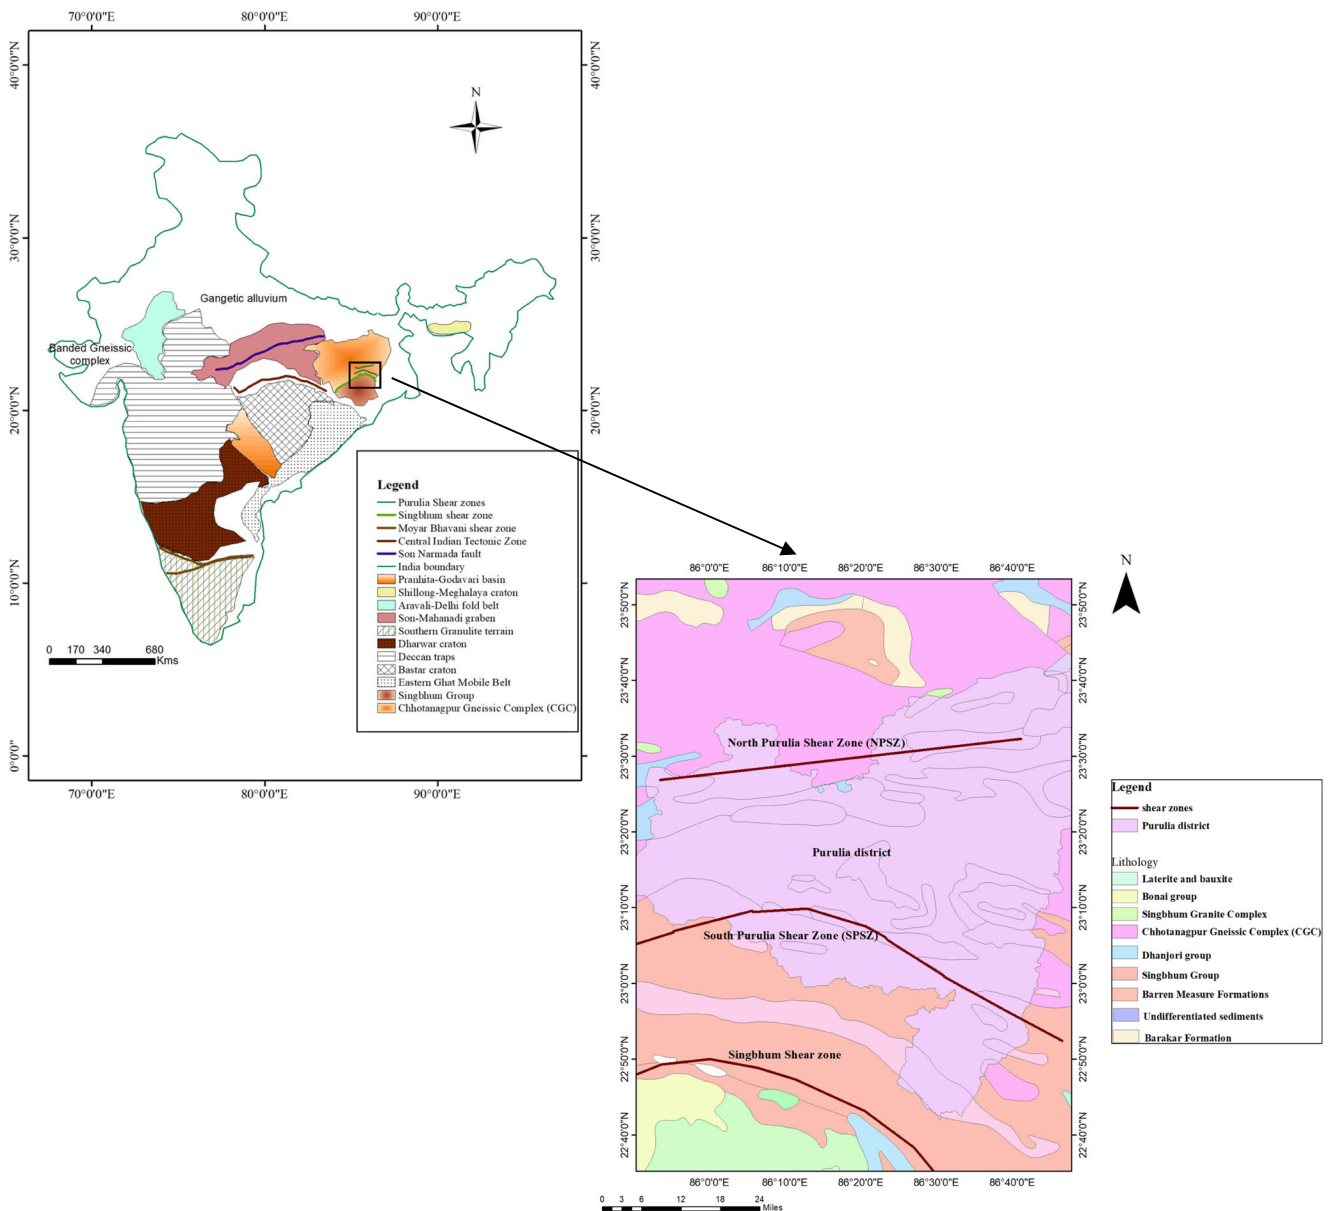 70°0'0"E 80°0'0"E 90°0'0"E
40°0'0"N
30°0'0"N
20°0'0"N
10°0'0"N
0°0'0"
40°0'0"N
30°0'0"N
20°0'0"N
10°0'0"N
0°0'0"
N
Gangetic alluvium
Banded Gneissic
complex
0 170 340 680
Kms
Legend
Purulia Shear zones
Singbhum shear zone
Moyar Bhavani shear zone
Central Indian Tectonic Zone
Son Narmada fault
India boundary
Pranhita-Godavari basin
Shillong-Meghalaya craton
Aravali-Delhi fold belt
Son-Mahanadi graben
Southern Granulite terrain
Dharwar craton
Deccan traps
Bastar craton
Eastern Ghat Mobile Belt
Singbhum Group
Chhotanagpur Gneissic Complex (CGC)
70°0'0"E 80°0'0"E 90°0'0"E
86°0'0"E 86°10'0"E 86°20'0"E 86°30'0"E 86°40'0"E
23°50'0"N
23°40'0"N
23°30'0"N
23°20'0"N
23°10'0"N
23°0'0"N
22°50'0"N
22°40'0"N
23°50'0"N
23°40'0"N
23°30'0"N
23°20'0"N
23°10'0"N
23°0'0"N
22°50'0"N
22°40'0"N
N
North Purulia Shear Zone (NPSZ)
Purulia district
South Purulia Shear Zone (SPSZ)
Singbhum Shear zone
86°0'0"E 86°10'0"E 86°20'0"E 86°30'0"E 86°40'0"E
0 3 6 12 18 24
Miles
Legend
shear zones
Purulia district
Lithology
Laterite and bauxite
Bonai group
Singbhum Granite Complex
Chhotanagpur Gneissic Complex (CGC)
Dhanjori group
Singbhum Group
Barren Measure Formations
Undifferentiated sediments
Barakar Formation